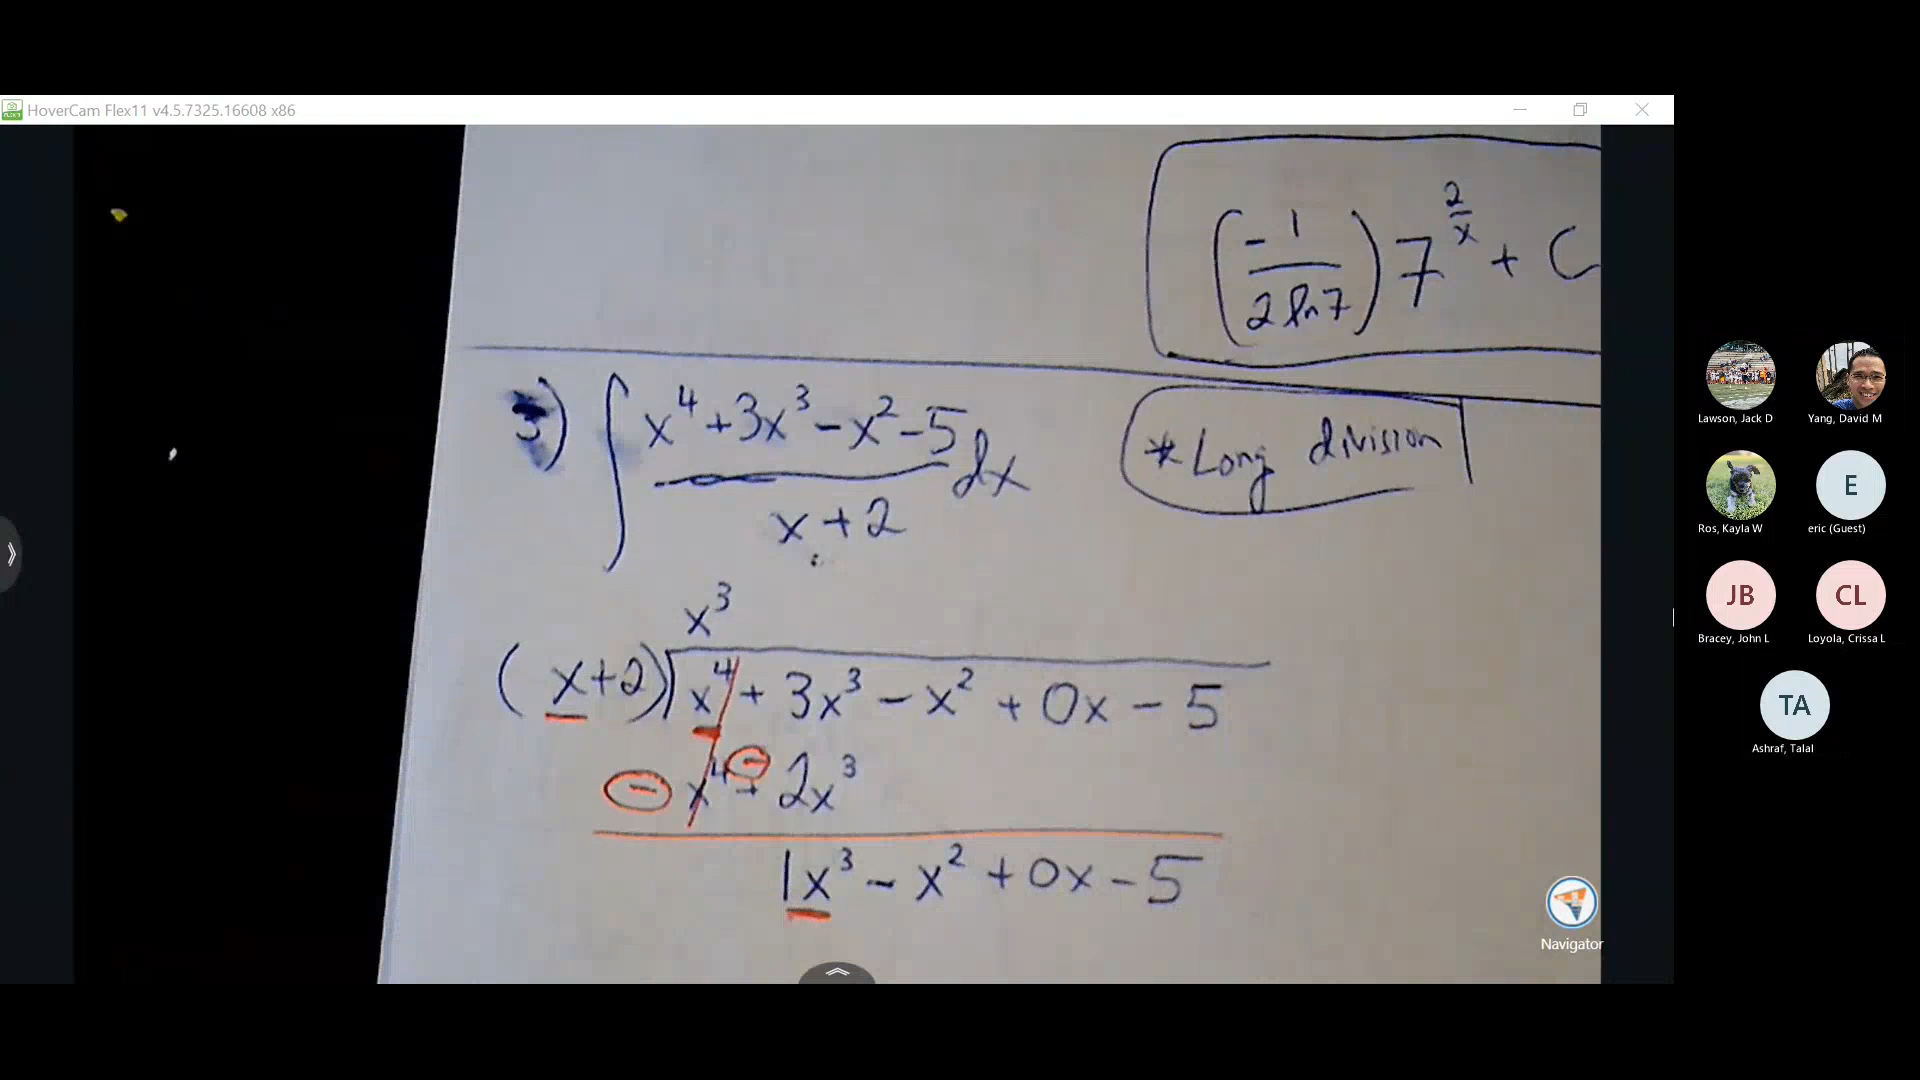 HoverCam Flex11 v4.5.7325.16608 x86
(-1/(2 ln7)) 7^(2/x) + C
3) ∫ (x⁴+3x³-x²-5)/(x+2) dx
*Long division
x³
(x+2) x⁴ + 3x³ - x² + 0x - 5
- x⁴ - 2x³
1x³ - x² + 0x - 5
Navigator
Lawson, Jack D
Yang, David M
Ros, Kayla W
E
eric (Guest)
JB
Bracey, John L
CL
Loyola, Crissa L
TA
Ashraf, Talal